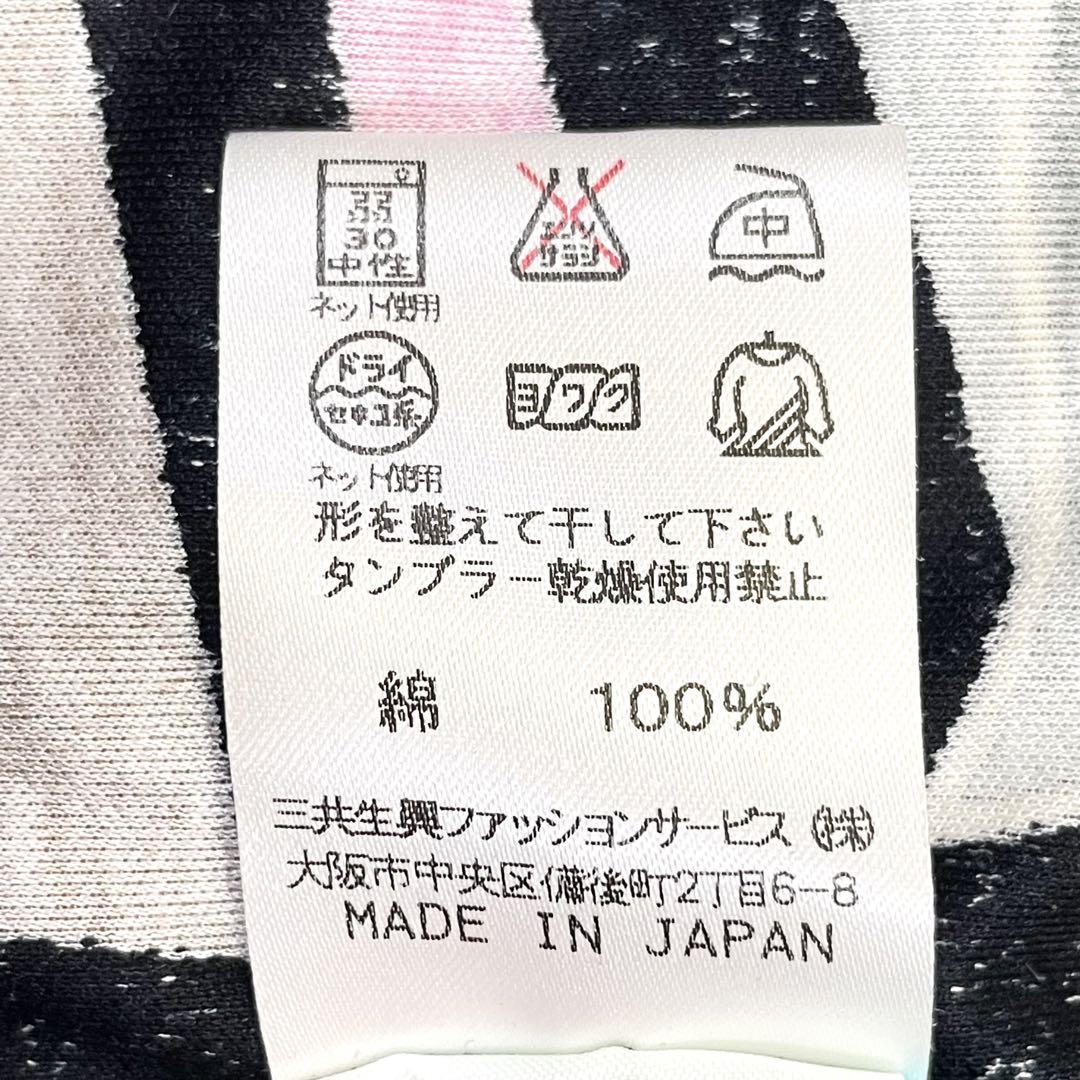 弱
30
中性
エンソ
サラシ
中
ネット使用
ドライ
セキユ系
ヨワク
ネット使用
形を整えて干して下さい
タンブラー乾燥使用禁止
綿 100%
三共生興ファッションサービス(株)
大阪市中央区備後町2丁目6-8
MADE IN JAPAN